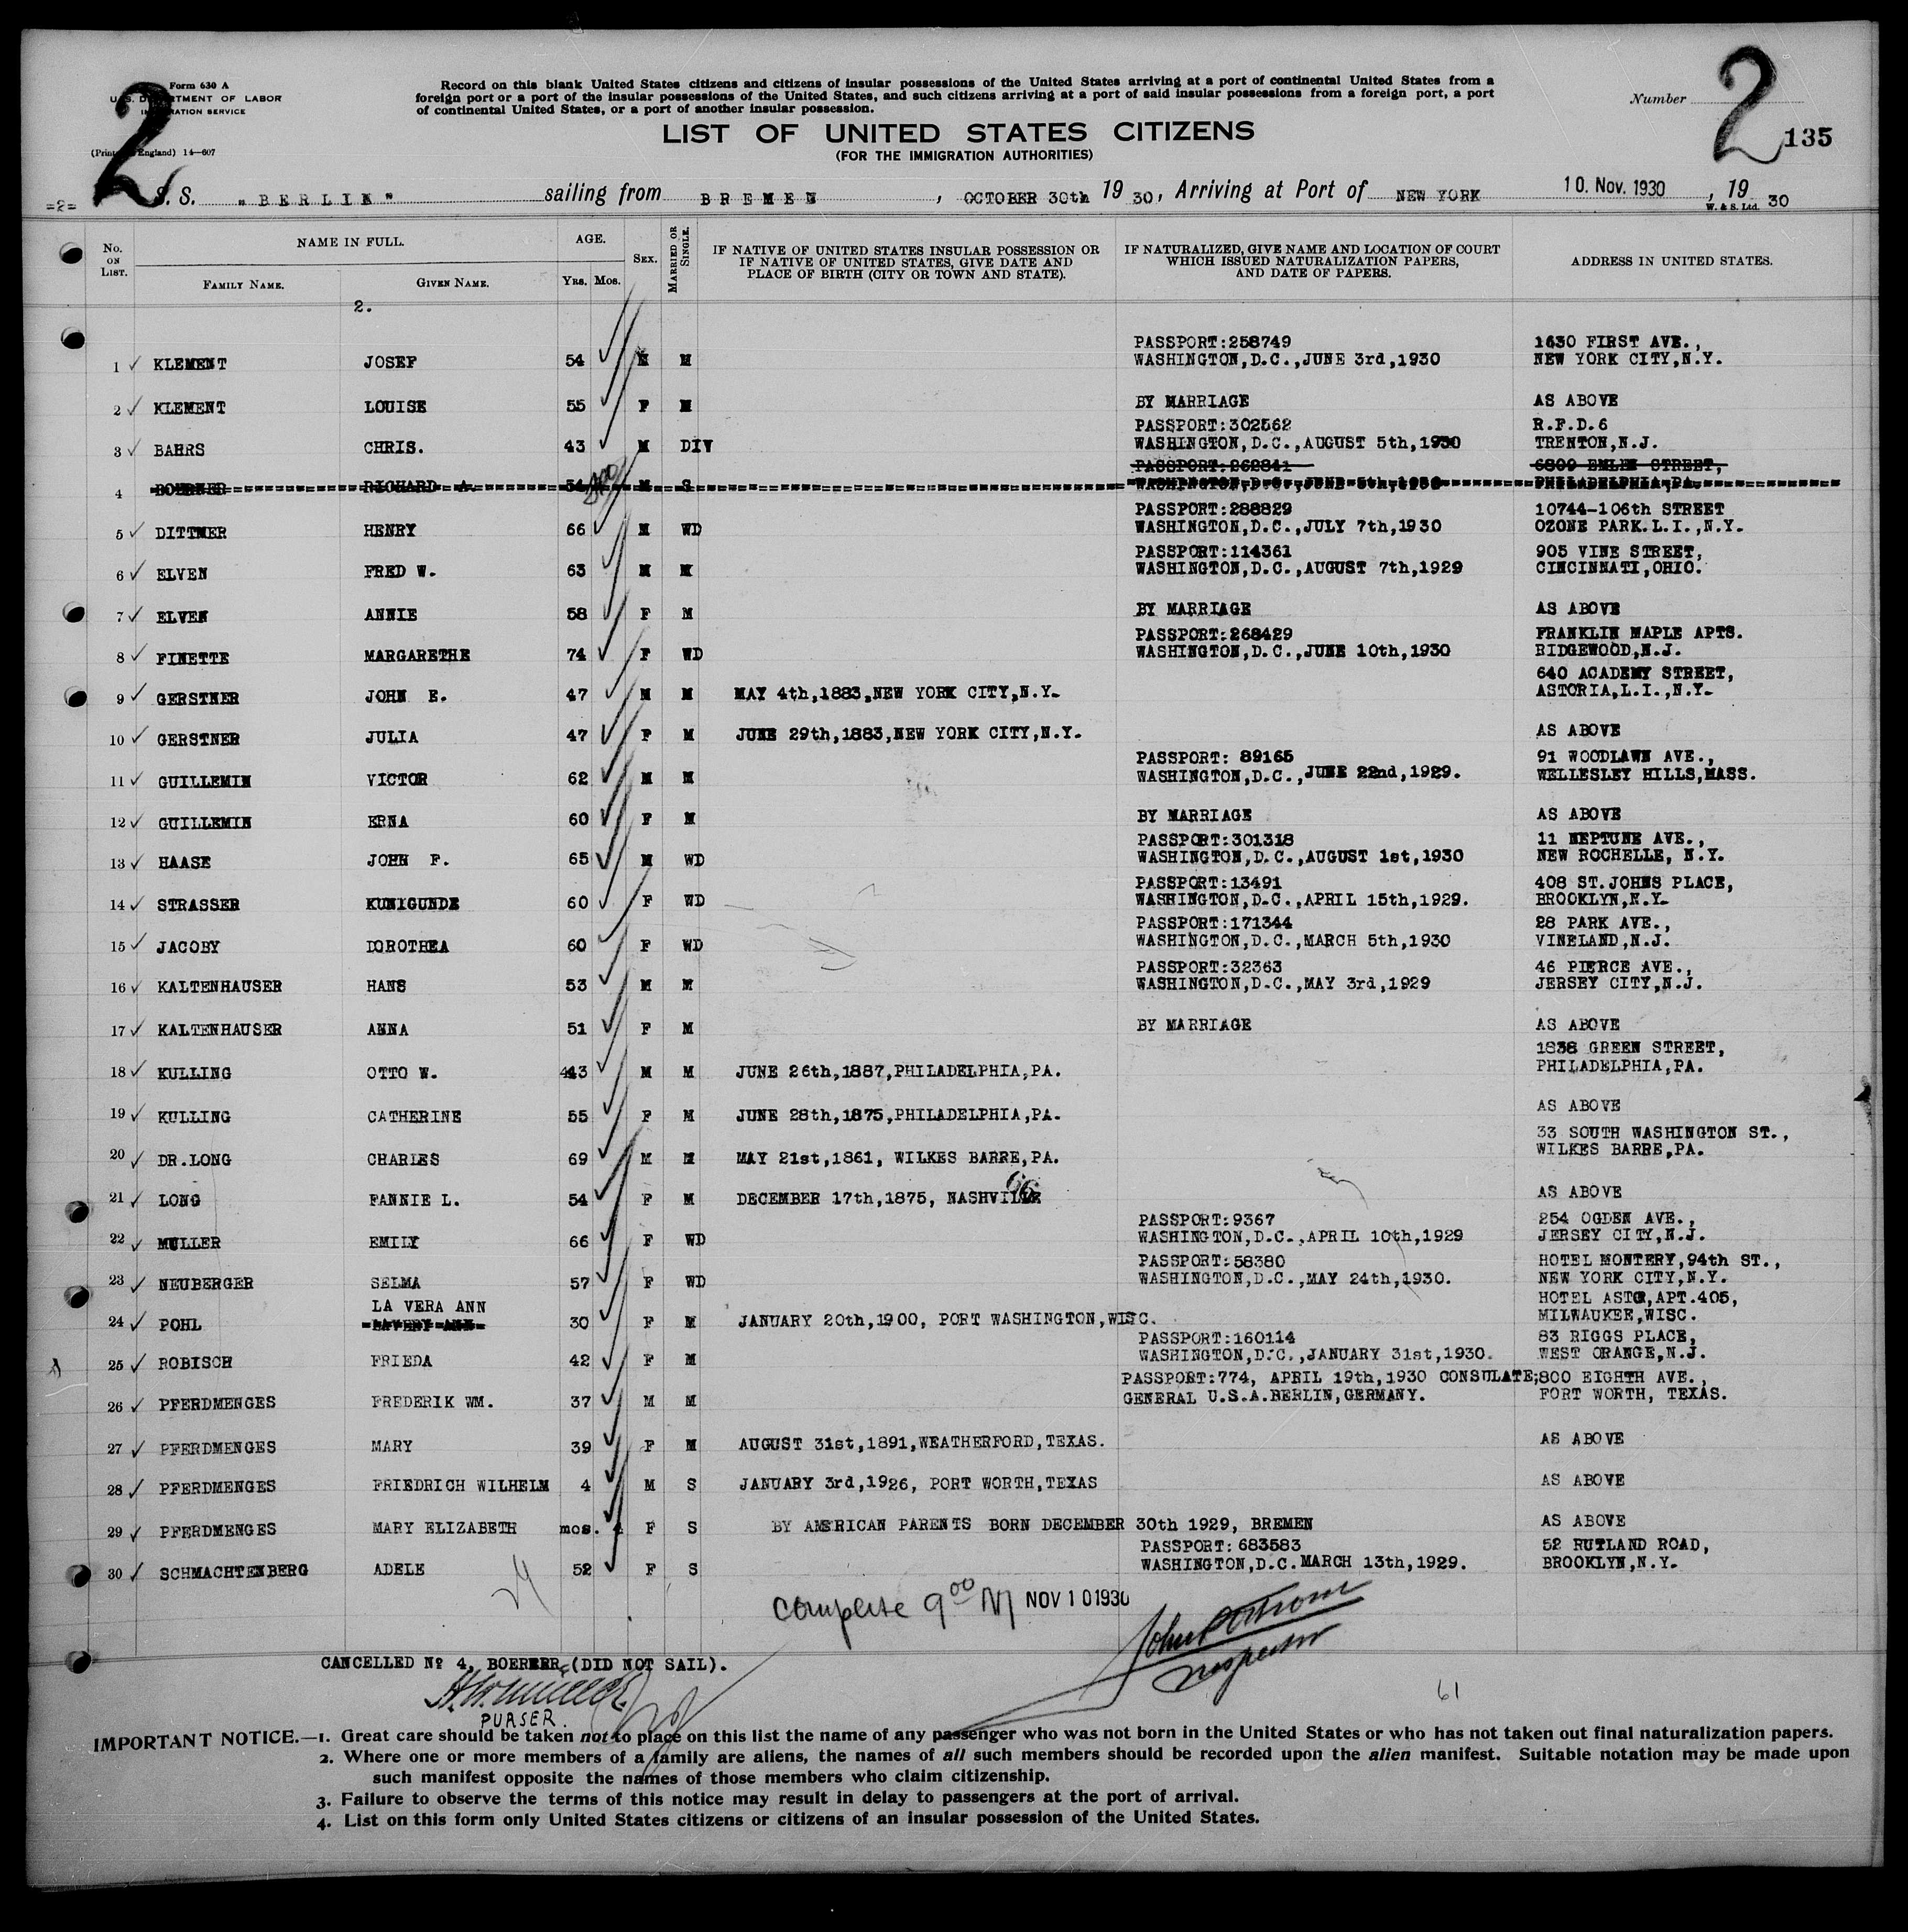 2
Form 630 A
U. S. DEPARTMENT OF LABOR
IMMIGRATION SERVICE
(Printed in England) 14—607
Record on this blank United States citizens and citizens of insular possessions of the United States arriving at a port of continental United States from a
foreign port or a port of the insular possessions of the United States, and such citizens arriving at a port of said insular possessions from a foreign port, a port
of continental United States, or a port of another insular possession.
LIST OF UNITED STATES CITIZENS
(FOR THE IMMIGRATION AUTHORITIES)
Number 2
135
=2= S. S. "BERLIN" sailing from BREMEN, OCTOBER 30th 1930, Arriving at Port of NEW YORK 10. Nov. 1930, 1930
W. & S. Ltd.
No. ON LIST. NAME IN FULL. FAMILY NAME. GIVEN NAME. AGE. YRS. MOS. SEX. MARRIED OR SINGLE. IF NATIVE OF UNITED STATES INSULAR POSSESSION OR IF NATIVE OF UNITED STATES, GIVE DATE AND PLACE OF BIRTH (CITY OR TOWN AND STATE). IF NATURALIZED, GIVE NAME AND LOCATION OF COURT WHICH ISSUED NATURALIZATION PAPERS, AND DATE OF PAPERS. ADDRESS IN UNITED STATES.
2.
PASSPORT:258749 1630 FIRST AVE.,
1 KLEMENT JOSEF 54 M M WASHINGTON,D.C.,JUNE 3rd,1930 NEW YORK CITY,N.Y.
2 KLEMENT LOUISE 55 F M BY MARRIAGE AS ABOVE
PASSPORT:302562 R.F.D.6
3 BAHRS CHRIS. 43 M DIV WASHINGTON,D.C.,AUGUST 5th,1930 TRENTON,N.J.
PASSPORT:262841 6809 EMLEN STREET,
4 BOERNER RICHARD A. 54 M S WASHINGTON,D.C.,JUNE 5th,1930 PHILADELPHIA,PA.
PASSPORT:288829 10744-106th STREET
5 DITTMER HENRY 66 M WD WASHINGTON,D.C.,JULY 7th,1930 OZONE PARK.L.I.,N.Y.
PASSPORT:114361 905 VINE STREET,
6 ELVEN FRED W. 63 M M WASHINGTON,D.C.,AUGUST 7th,1929 CINCINNATI,OHIO.
7 ELVEN ANNIE 58 F M BY MARRIAGE AS ABOVE
PASSPORT:268429 FRANKLIN MAPLE APTS.
8 FINETTE MARGARETHE 74 F WD WASHINGTON,D.C.,JUNE 10th,1930 RIDGEWOOD,N.J.
640 ACADEMY STREET,
9 GERSTNER JOHN E. 47 M M MAY 4th,1883,NEW YORK CITY,N.Y. ASTORIA,L.I.,N.Y.
10 GERSTNER JULIA 47 F M JUNE 29th,1883,NEW YORK CITY,N.Y. AS ABOVE
PASSPORT: 89165 91 WOODLAWN AVE.,
11 GUILLEMIN VICTOR 62 M M WASHINGTON,D.C.,JUNE 22nd,1929. WELLESLEY HILLS,MASS.
12 GUILLEMIN ERNA 60 F M BY MARRIAGE AS ABOVE
PASSPORT:301318 11 NEPTUNE AVE.,
13 HAASE JOHN F. 65 M WD WASHINGTON,D.C.,AUGUST 1st,1930 NEW ROCHELLE, N.Y.
PASSPORT:13491 408 ST.JOHNS PLACE,
14 STRASSER KUNIGUNDE 60 F WD WASHINGTON,D.C.,APRIL 15th,1929. BROOKLYN,N.Y.
PASSPORT:171344 28 PARK AVE.,
15 JACOBY DOROTHEA 60 F WD WASHINGTON,D.C.,MARCH 5th,1930 VINELAND,N.J.
PASSPORT:32363 46 PIERCE AVE.,
16 KALTENHAUSER HANS 53 M M WASHINGTON,D.C.,MAY 3rd,1929 JERSEY CITY,N.J.
17 KALTENHAUSER ANNA 51 F M BY MARRIAGE AS ABOVE
1838 GREEN STREET,
18 KULLING OTTO W. 43 M M JUNE 26th,1887,PHILADELPHIA,PA. PHILADELPHIA,PA.
19 KULLING CATHERINE 55 F M JUNE 28th,1875,PHILADELPHIA,PA. AS ABOVE
33 SOUTH WASHINGTON ST.,
20 DR.LONG CHARLES 69 M M MAY 21st,1861, WILKES BARRE,PA. WILKES BARRE,PA.
66
21 LONG FANNIE L. 54 F M DECEMBER 17th,1875, NASHVILLE AS ABOVE
PASSPORT:9367 254 OGDEN AVE.,
22 MULLER EMILY 66 F WD WASHINGTON,D.C.,APRIL 10th,1929 JERSEY CITY,N.J.
PASSPORT:58380 HOTEL MONTERY,94th ST.,
23 NEUBERGER SELMA 57 F WD WASHINGTON,D.C.,MAY 24th,1930. NEW YORK CITY,N.Y.
LA VERA ANN HOTEL ASTOR,APT.405,
24 POHL LAVERY ANN 30 F M JANUARY 20th,1900, PORT WASHINGTON,WISC. MILWAUKEE,WISC.
PASSPORT:160114 83 RIGGS PLACE,
25 ROBISCH FRIEDA 42 F M WASHINGTON,D.C.,JANUARY 31st,1930. WEST ORANGE,N.J.
PASSPORT:774, APRIL 19th,1930 CONSULATE; 800 EIGHTH AVE.,
26 PFERDMENGES FREDERIK WM. 37 M M GENERAL U.S.A.BERLIN,GERMANY. FORT WORTH, TEXAS.
27 PFERDMENGES MARY 39 F M AUGUST 31st,1891,WEATHERFORD,TEXAS. AS ABOVE
28 PFERDMENGES FRIEDRICH WILHELM 4 M S JANUARY 3rd,1926, FORT WORTH,TEXAS AS ABOVE
29 PFERDMENGES MARY ELIZABETH mos. 4 F S BY AMERICAN PARENTS BORN DECEMBER 30th 1929, BREMEN AS ABOVE
PASSPORT: 683583 52 RUTLAND ROAD,
30 SCHMACHTENBERG ADELE 52 F S WASHINGTON,D.C. MARCH 13th,1929. BROOKLYN,N.Y.
complete 9 00 M NOV 10 1930
Inspector
CANCELLED No 4, BOERNER, (DID NOT SAIL).
61
PURSER.
IMPORTANT NOTICE.—1. Great care should be taken not to place on this list the name of any passenger who was not born in the United States or who has not taken out final naturalization papers.
2. Where one or more members of a family are aliens, the names of all such members should be recorded upon the alien manifest. Suitable notation may be made upon
such manifest opposite the names of those members who claim citizenship.
3. Failure to observe the terms of this notice may result in delay to passengers at the port of arrival.
4. List on this form only United States citizens or citizens of an insular possession of the United States.